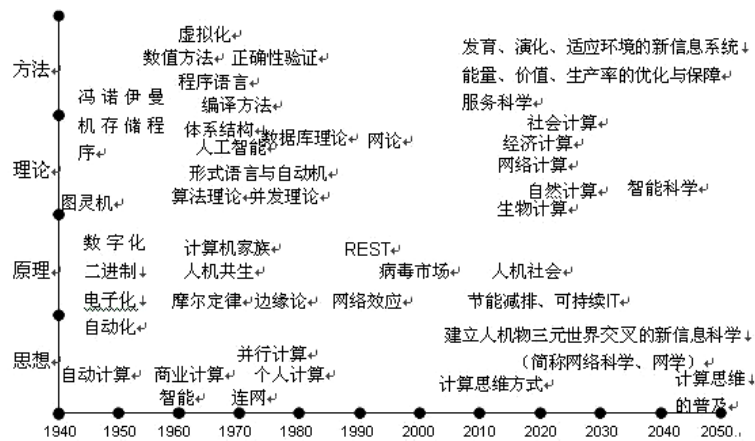 虚拟化
数值方法 正确性验证
程序语言
编译方法
发育、演化、适应环境的新信息系统
能量、价值、生产率的优化与保障
服务科学
方法
冯诺伊曼
机存储程
序
体系结构
数据库理论
网论
人工智能
形式语言与自动机
算法理论
并发理论
社会计算
经济计算
网络计算
自然计算
智能科学
生物计算
理论
图灵机
数字化
二进制
电子化
自动化
计算机家族
人机共生
摩尔定律
边缘论
REST
病毒市场
网络效应
人机社会
节能减排、可持续IT
原理
建立人机物三元世界交叉的新信息科学
（简称网络科学、网学）
思想
自动计算
并行计算
商业计算
个人计算
智能
连网
计算思维方式
计算思维
的普及
1940 1950 1960 1970 1980 1990 2000 2010 2020 2030 2040 2050